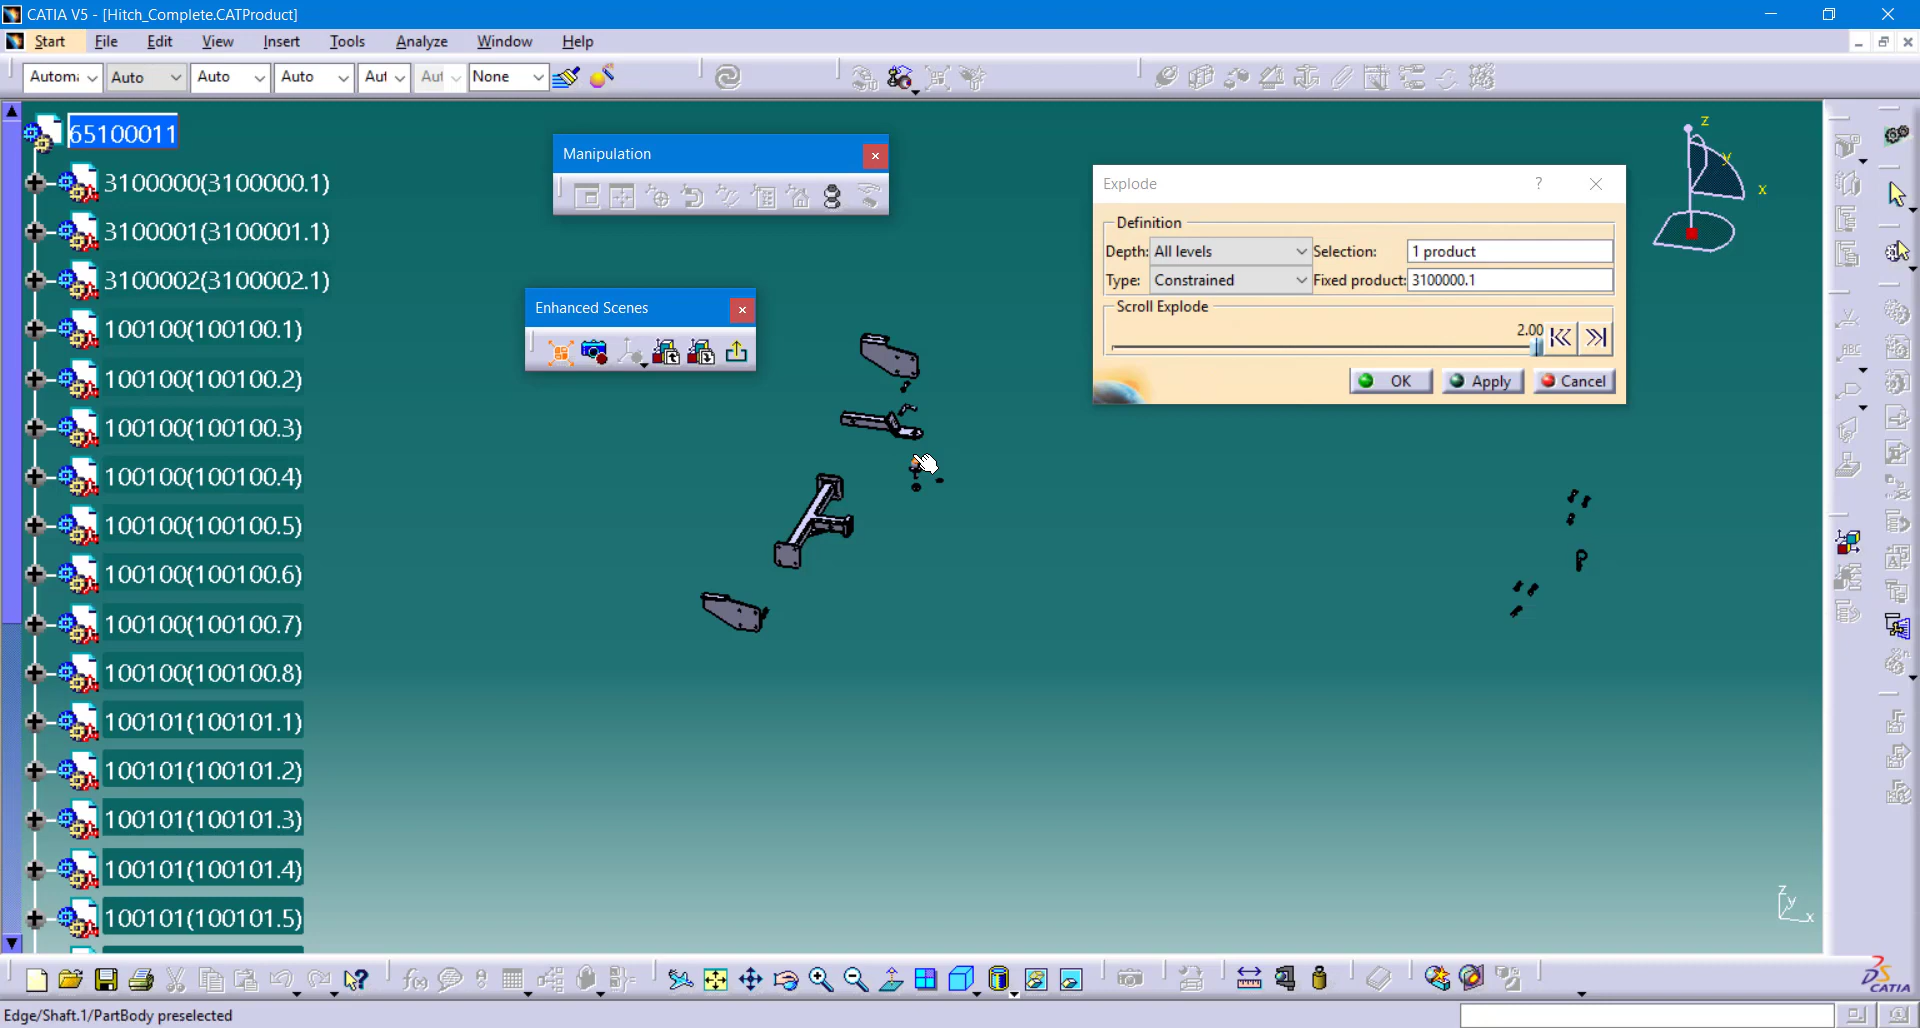 CATIA V5 - [Hitch_Complete.CATProduct]
Start File Edit View Insert Tools Analyze Window Help
Automa Auto Auto Auto Aut Aut None
65100011
3100000(3100000.1)
3100001(3100001.1)
3100002(3100002.1)
100100(100100.1)
100100(100100.2)
100100(100100.3)
100100(100100.4)
100100(100100.5)
100100(100100.6)
100100(100100.7)
100100(100100.8)
100101(100101.1)
100101(100101.2)
100101(100101.3)
100101(100101.4)
100101(100101.5)
Manipulation
Enhanced Scenes
Explode ?
Definition
Depth: All levels Selection: 1 product
Type: Constrained Fixed product: 3100000.1
Scroll Explode
2.00
OK Apply Cancel
z
y
x
ABC
z
y
x
f(x)
CATIA
Edge/Shaft.1/PartBody preselected